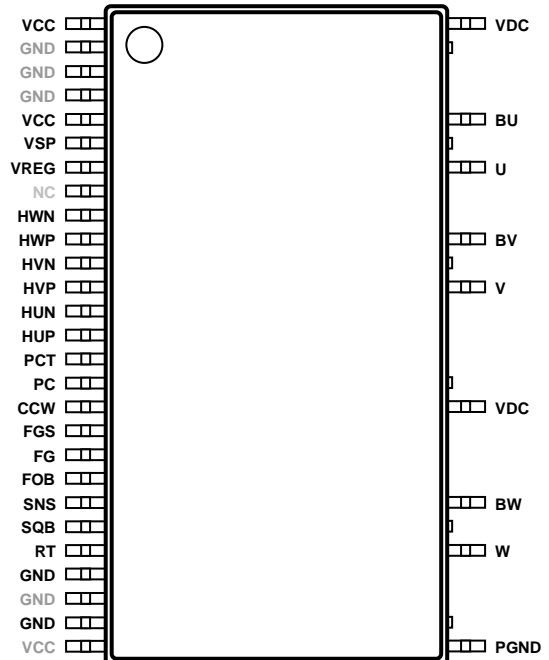 VCC VDC
GND
GND
GND
VCC BU
VSP
VREG U
NC
HWN
HWP BV
HVN
HVP V
HUN
HUP
PCT
PC
CCW VDC
FGS
FG
FOB
SNS BW
SQB
RT W
GND
GND
GND
VCC PGND